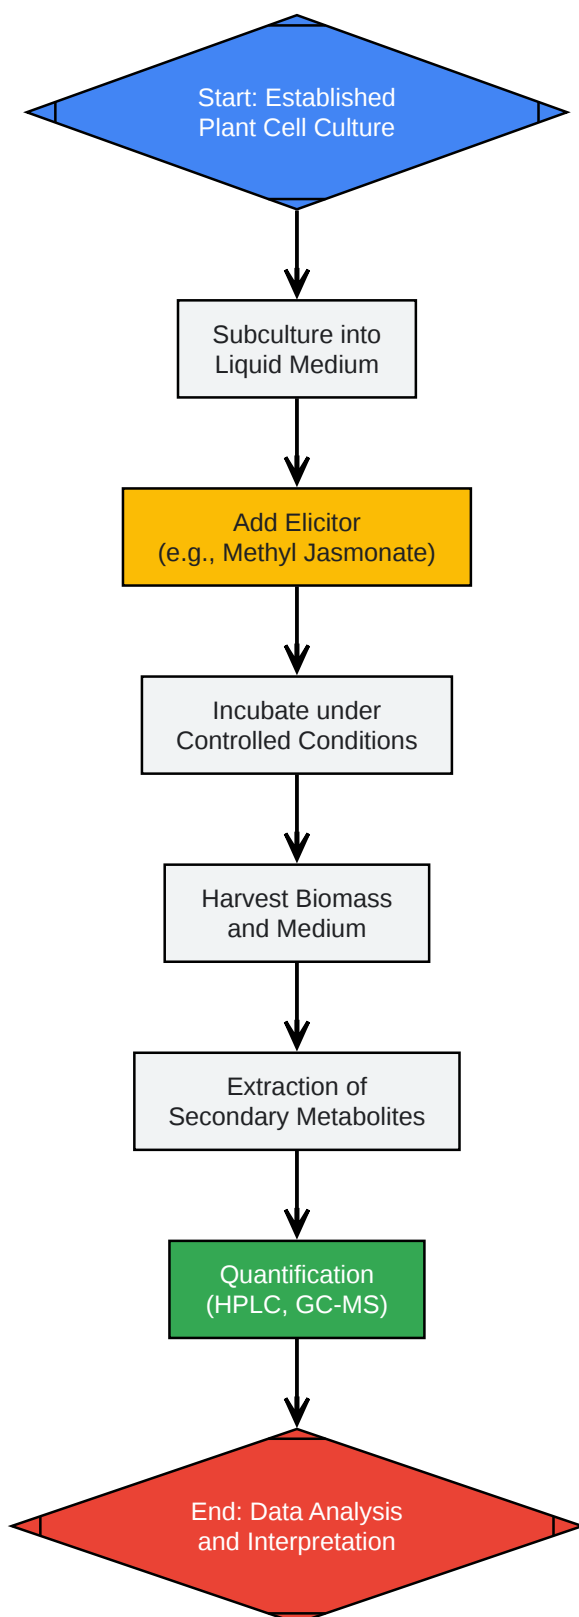 Start: Established
Plant Cell Culture
Subculture into
Liquid Medium
Add Elicitor
(e.g., Methyl Jasmonate)
Incubate under
Controlled Conditions
Harvest Biomass
and Medium
Extraction of
Secondary Metabolites
Quantification
(HPLC, GC-MS)
End: Data Analysis
and Interpretation